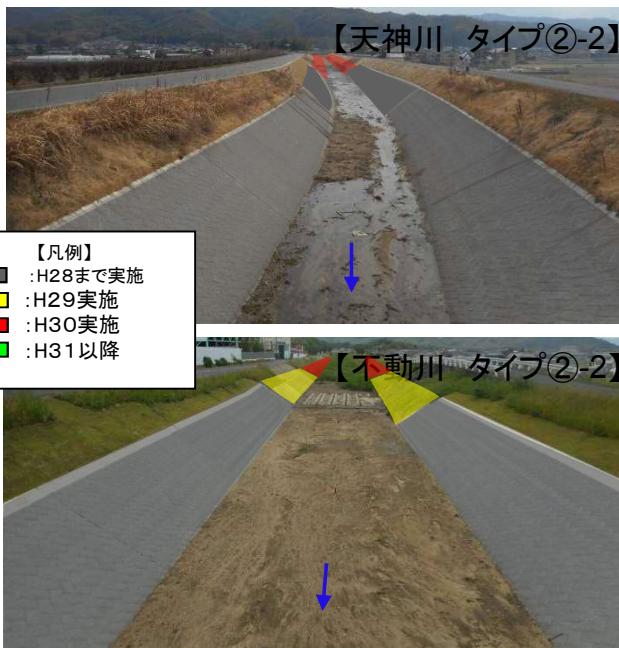 【天神川 タイプ②-2】
【凡例】
:H28まで実施
:H29実施
:H30実施
:H31以降
【不動川 タイプ②-2】